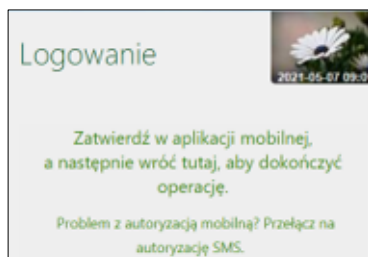 Logowanie
2021-05-07 09:0
Zatwierdź w aplikacji mobilnej,
a następnie wróć tutaj, aby dokończyć
operację.
Problem z autoryzacją mobilną? Przełącz na
autoryzację SMS.